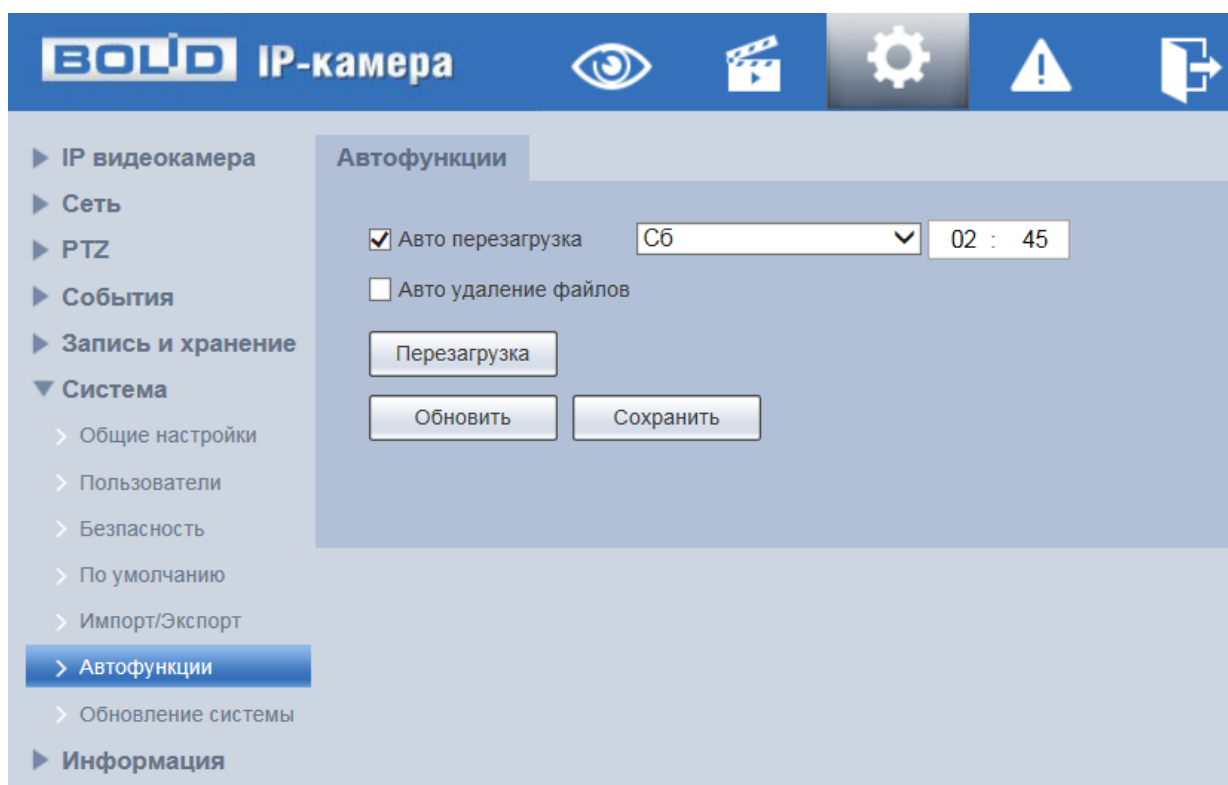 BOLID IP-камера
IP видеокамера
Сеть
PTZ
События
Запись и хранение
Система
Общие настройки
Пользователи
Безпасность
По умолчанию
Импорт/Экспорт
Автофункции
Обновление системы
Информация
Автофункции
Авто перезагрузка Сб 02 : 45
Авто удаление файлов
Перезагрузка
Обновить Сохранить